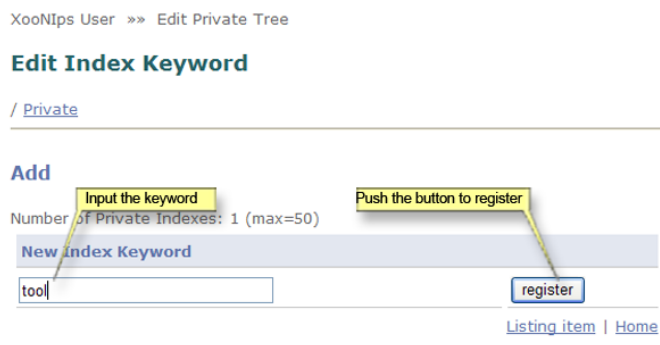 XooNIps User »» Edit Private Tree
Edit Index Keyword
/ Private
Add
Input the keyword
Push the button to register
Number of Private Indexes: 1 (max=50)
New Index Keyword
tool
register
Listing item | Home